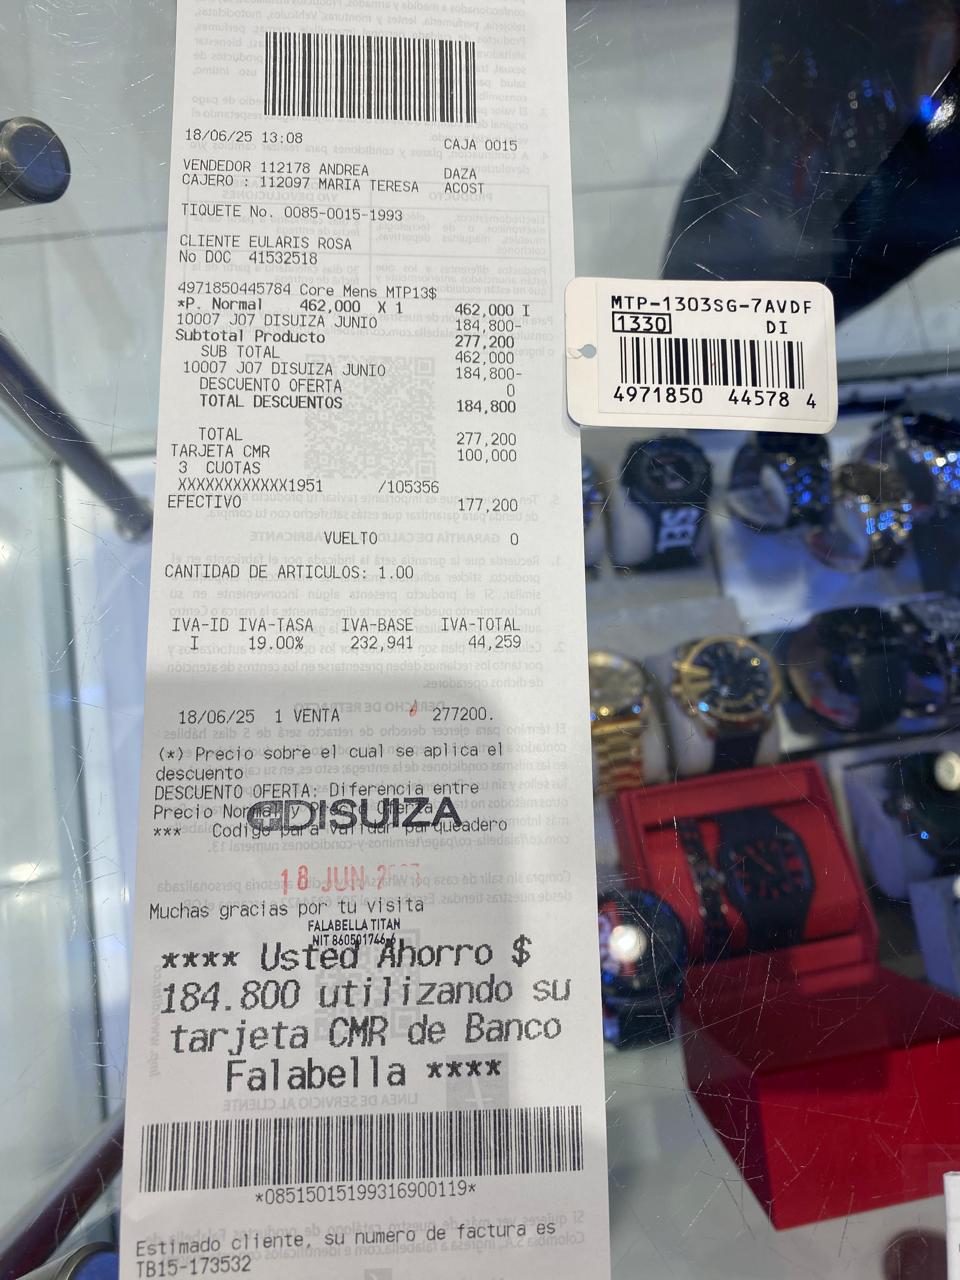 18/06/25 13:08 CAJA 0015
VENDEDOR 112178 ANDREA DAZA
CAJERO : 112097 MARIA TERESA ACOST
TIQUETE No. 0085-0015-1993
CLIENTE EULARIS ROSA
No DOC 41532518
4971850445784 Core Mens MTP13$
*P. Normal 462,000 X 1 462,000 I
10007 J07 DISUIZA JUNIO 184,800-
Subtotal Producto 277,200
SUB TOTAL 462,000
10007 J07 DISUIZA JUNIO 184,800-
DESCUENTO OFERTA 0
TOTAL DESCUENTOS 184,800
TOTAL 277,200
TARJETA CMR 100,000
3 CUOTAS
XXXXXXXXXXXX1951 /105356
EFECTIVO 177,200
VUELTO 0
CANTIDAD DE ARTICULOS: 1.00
IVA-ID IVA-TASA IVA-BASE IVA-TOTAL
I 19.00% 232,941 44,259
18/06/25 1 VENTA 277200.
(*) Precio sobre el cual se aplica el
descuento
DESCUENTO OFERTA: Diferencia entre
Precio Normal y P. Oferta
DISUIZA
*** Codigo para validar parqueadero
18 JUN
Muchas gracias por tu visita
FALABELLA TITAN
NIT 860501746-6
**** Usted Ahorro $
184.800 utilizando su
tarjeta CMR de Banco
Falabella ****
*08515015199316900119*
Estimado cliente, su numero de factura es
TB15-173532
MTP-1303SG-7AVDF
1330 DI
4971850 44578 4